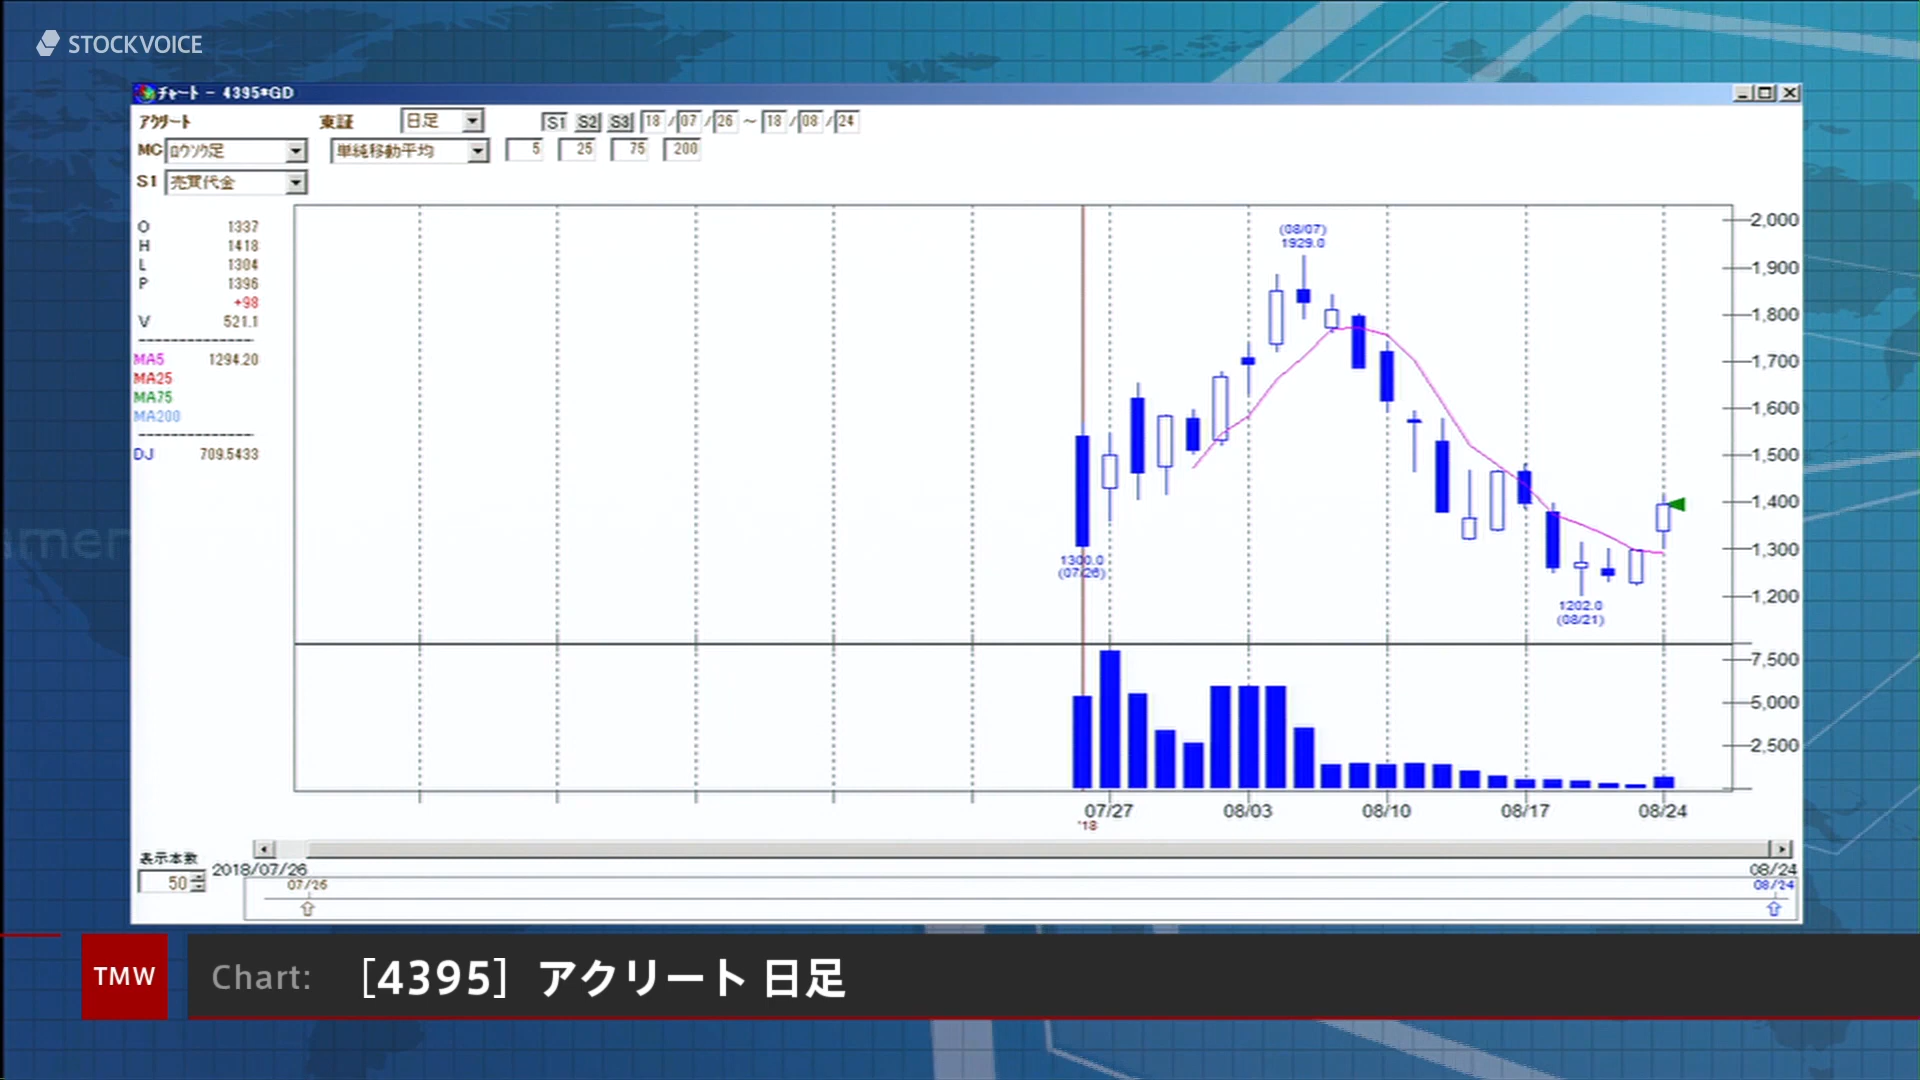 STOCKVOICE
チャート - 4395*GD
アクリート 東証 日足 S1 S2 S3 18/07/26 ～ 18/08/24
MC ロウソク足 単純移動平均 5 25 75 200
S1 売買代金
O 1337
H 1418
L 1304
P 1396
+98
V 521.1
MA5 1294.20
MA25
MA75
MA200
DJ 709.5433
(08/07)
1929.0
1300.0
(07/26)
1202.0
(08/21)
2,000
1,900
1,800
1,700
1,600
1,500
1,400
1,300
1,200
7,500
5,000
2,500
07/27 08/03 08/10 08/17 08/24
'18
表示本数
50
2018/07/26 08/24
07/26 08/24
TMW Chart: [4395] アクリート 日足